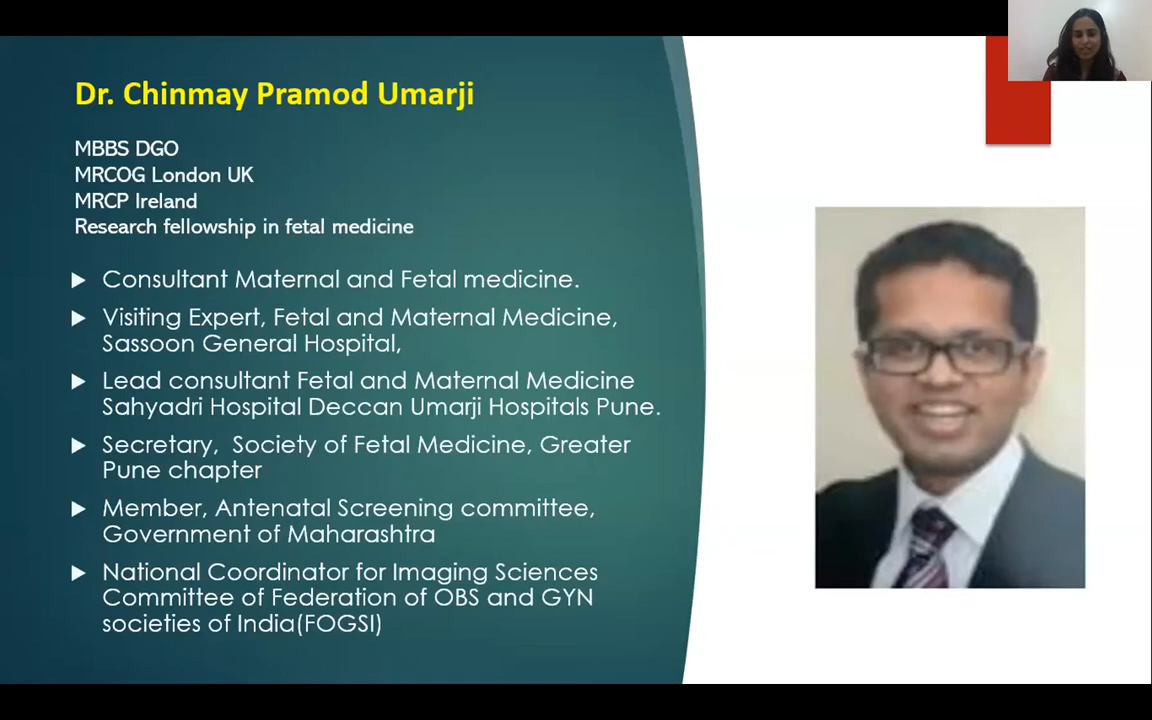 Dr. Chinmay Pramod Umarji
MBBS DGO
MRCOG London UK
MRCP Ireland
Research fellowship in fetal medicine
Consultant Maternal and Fetal medicine.
Visiting Expert, Fetal and Maternal Medicine,
Sassoon General Hospital,
Lead consultant Fetal and Maternal Medicine
Sahyadri Hospital Deccan Umarji Hospitals Pune.
Secretary,  Society of Fetal Medicine, Greater
Pune chapter
Member, Antenatal Screening committee,
Government of Maharashtra
National Coordinator for Imaging Sciences
Committee of Federation of OBS and GYN
societies of India(FOGSI)